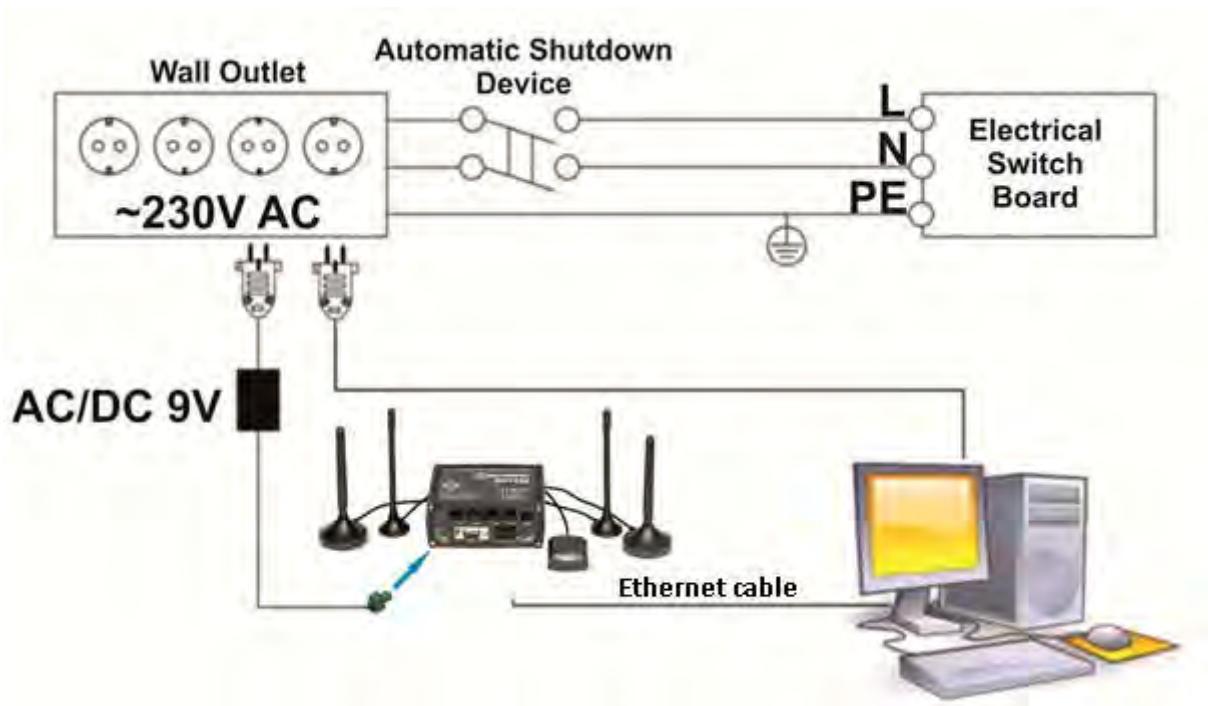 Automatic Shutdown
Device
Wall Outlet
L
N
PE
Electrical
Switch
Board
~230V AC
AC/DC 9V
Ethernet cable